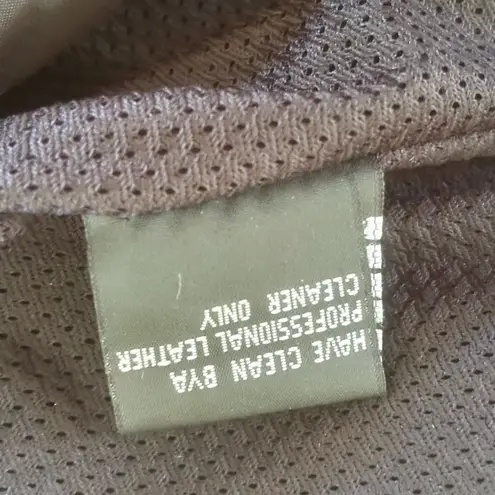 HAVE CLEAN BYA
PROFESSIONAL LEATHER
CLEANER ONLY